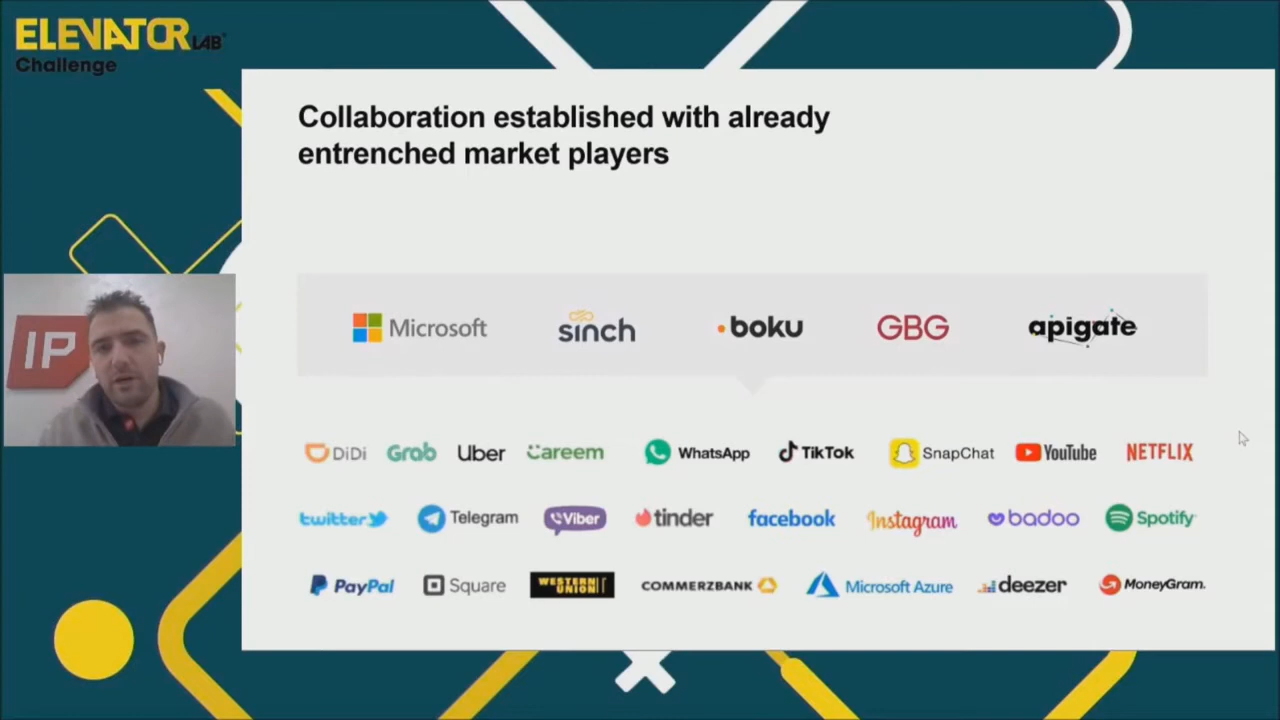 ELEVATOR LAB
Challenge
Collaboration established with already
entrenched market players
IP
Microsoft sinch boku GBG apigate
DiDi Grab Uber Careem WhatsApp TikTok SnapChat YouTube NETFLIX
twitter Telegram Viber tinder facebook Instagram badoo Spotify
PayPal Square WESTERN UNION COMMERZBANK Microsoft Azure deezer MoneyGram.